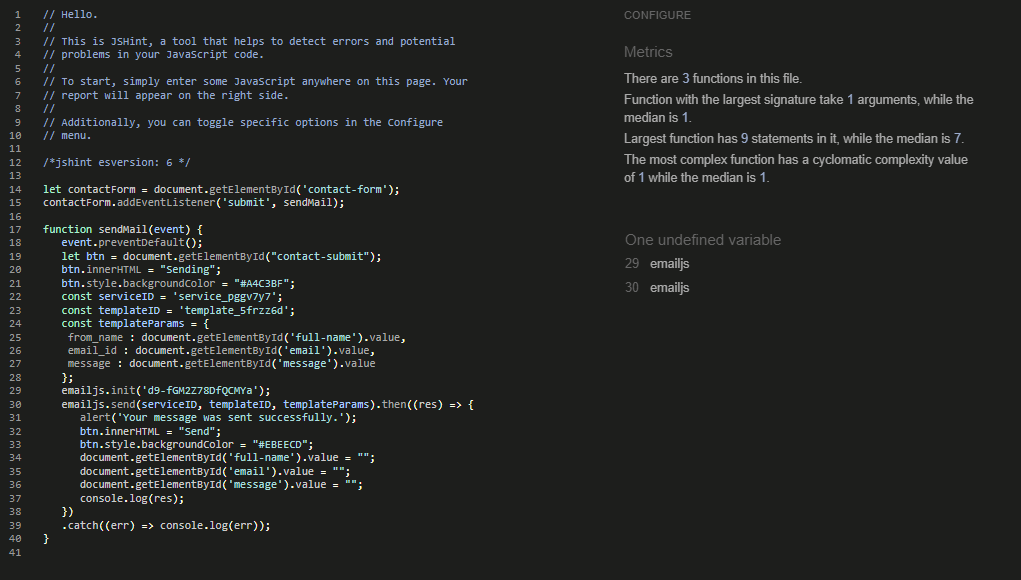 1 // Hello.
2 //
3 // This is JSHint, a tool that helps to detect errors and potential
4 // problems in your JavaScript code.
5 //
6 // To start, simply enter some JavaScript anywhere on this page. Your
7 // report will appear on the right side.
8 //
9 // Additionally, you can toggle specific options in the Configure
10 // menu.
11
12 /*jshint esversion: 6 */
13
14 let contactForm = document.getElementById('contact-form');
15 contactForm.addEventListener('submit', sendMail);
16
17 function sendMail(event) {
18 event.preventDefault();
19 let btn = document.getElementById("contact-submit");
20 btn.innerHTML = "Sending";
21 btn.style.backgroundColor = "#A4C3BF";
22 const serviceID = 'service_pggv7y7';
23 const templateID = 'template_5frzz6d';
24 const templateParams = {
25 from_name : document.getElementById('full-name').value,
26 email_id : document.getElementById('email').value,
27 message : document.getElementById('message').value
28 };
29 emailjs.init('d9-fGM2Z78DfQCMYa');
30 emailjs.send(serviceID, templateID, templateParams).then((res) => {
31 alert('Your message was sent successfully.');
32 btn.innerHTML = "Send";
33 btn.style.backgroundColor = "#EBEECD";
34 document.getElementById('full-name').value = "";
35 document.getElementById('email').value = "";
36 document.getElementById('message').value = "";
37 console.log(res);
38 })
39 .catch((err) => console.log(err));
40 }
41
CONFIGURE
Metrics
There are 3 functions in this file.
Function with the largest signature take 1 arguments, while the
median is 1.
Largest function has 9 statements in it, while the median is 7.
The most complex function has a cyclomatic complexity value
of 1 while the median is 1.
One undefined variable
29 emailjs
30 emailjs